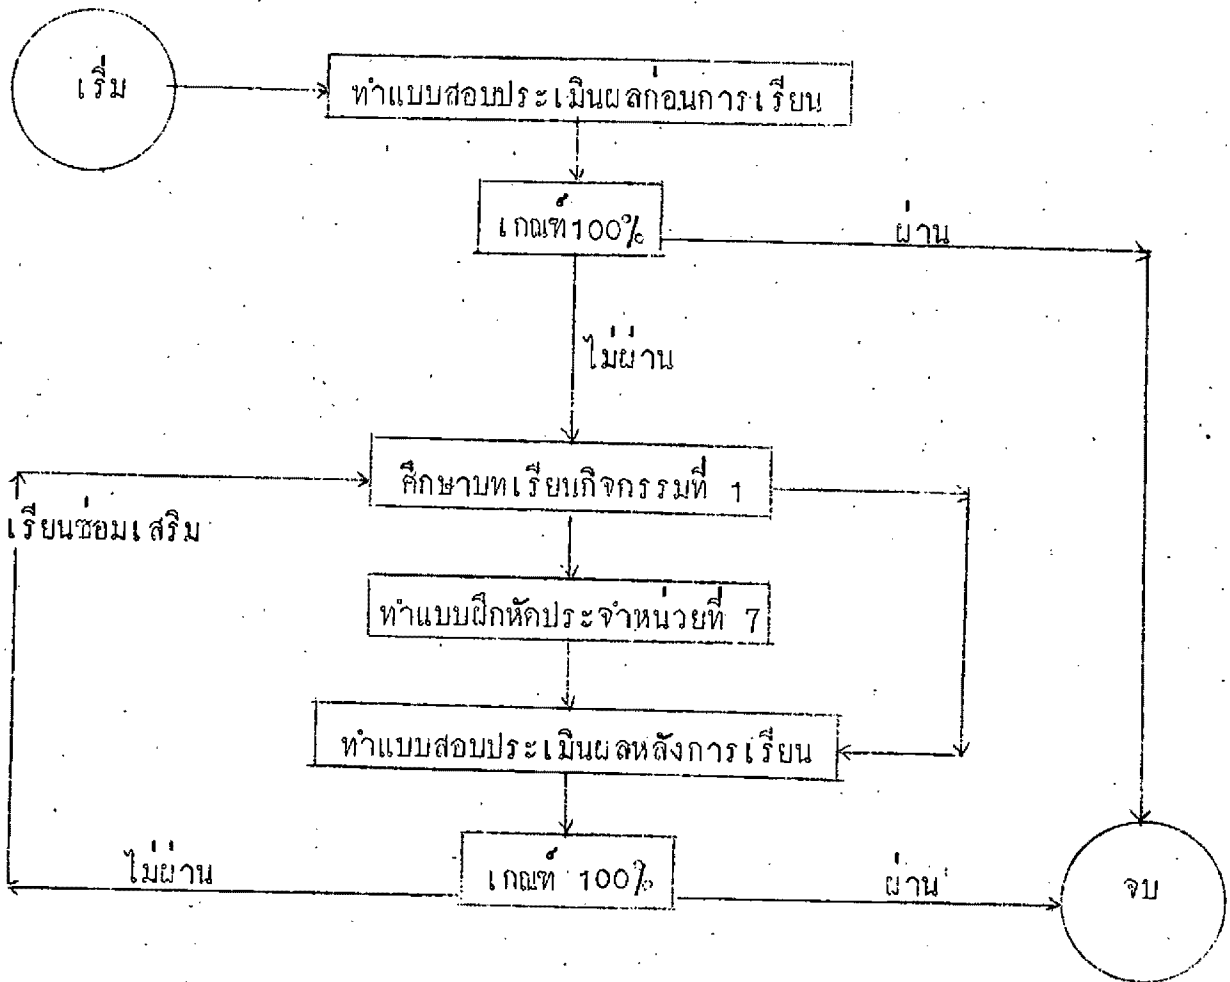 เริ่ม
ทำแบบสอบประเมินผลก่อนการเรียน
เกณฑ์100%
ผ่าน
ไม่ผ่าน
ศึกษาบทเรียนกิจกรรมที่ 1
เรียนซ่อมเสริม
ทำแบบฝึกหัดประจำหน่วยที่ 7
ทำแบบสอบประเมินผลหลังการเรียน
ไม่ผ่าน
เกณฑ์ 100%
ผ่าน
จบ